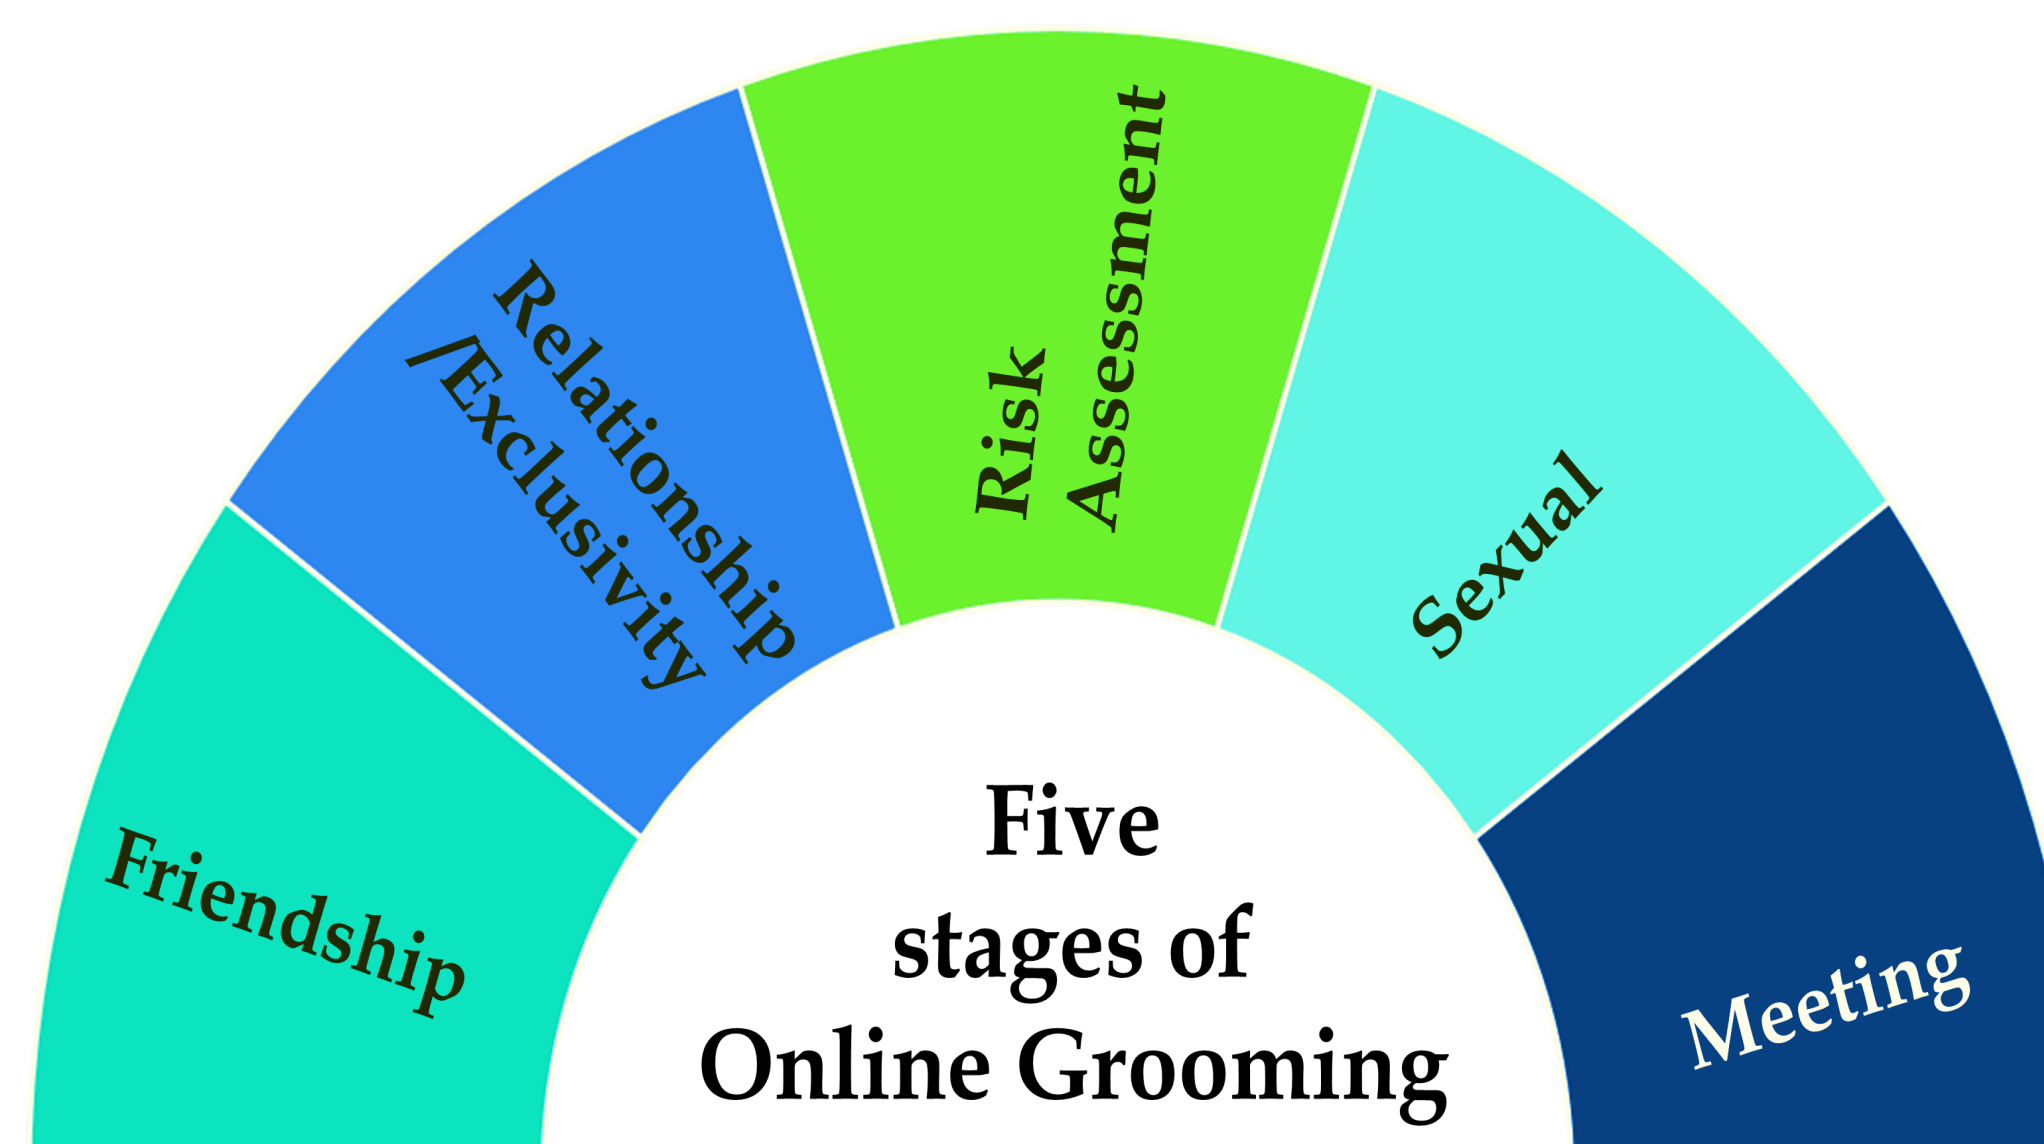 Friendship
Relationship
/Exclusivity
Risk
Assessment
Sexual
Meeting
Five
stages of
Online Grooming